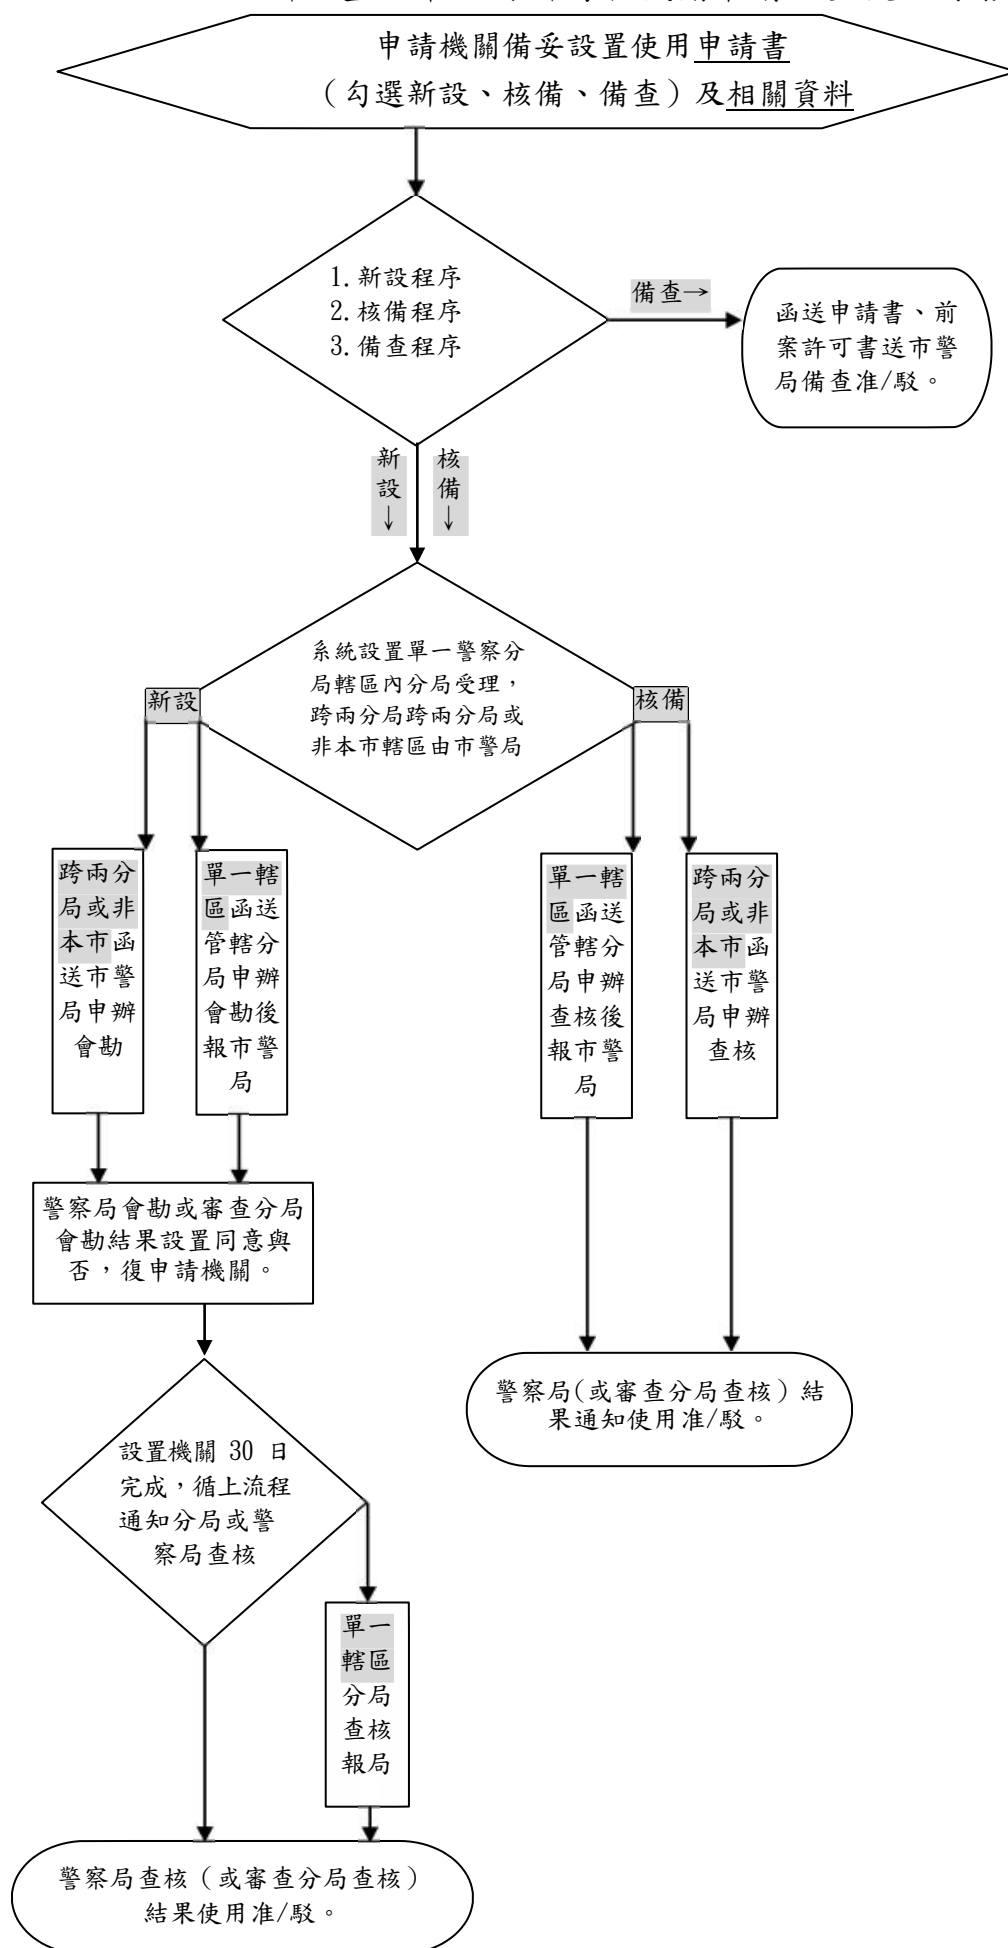 申請機關備妥設置使用申請書
（勾選新設、核備、備查）及相關資料
1.新設程序
2.核備程序
3.備查程序
備查→
函送申請書、前
案許可書送市警
局備查准/駁。
新
設
↓
核
備
↓
系統設置單一警察分
局轄區內分局受理，
跨兩分局跨兩分局或
非本市轄區由市警局
新設
核備
跨兩分
局或非
本市函
送市警
局申辦
會勘
單一轄
區函送
管轄分
局申辦
會勘後
報市警
局
單一轄
區函送
管轄分
局申辦
查核後
報市警
局
跨兩分
局或非
本市函
送市警
局申辦
查核
警察局會勘或審查分局
會勘結果設置同意與
否，復申請機關。
警察局(或審查分局查核）結
果通知使用准/駁。
設置機關 30 日
完成，循上流程
通知分局或警
察局查核
單一
轄區
分局
查核
報局
警察局查核（或審查分局查核）
結果使用准/駁。